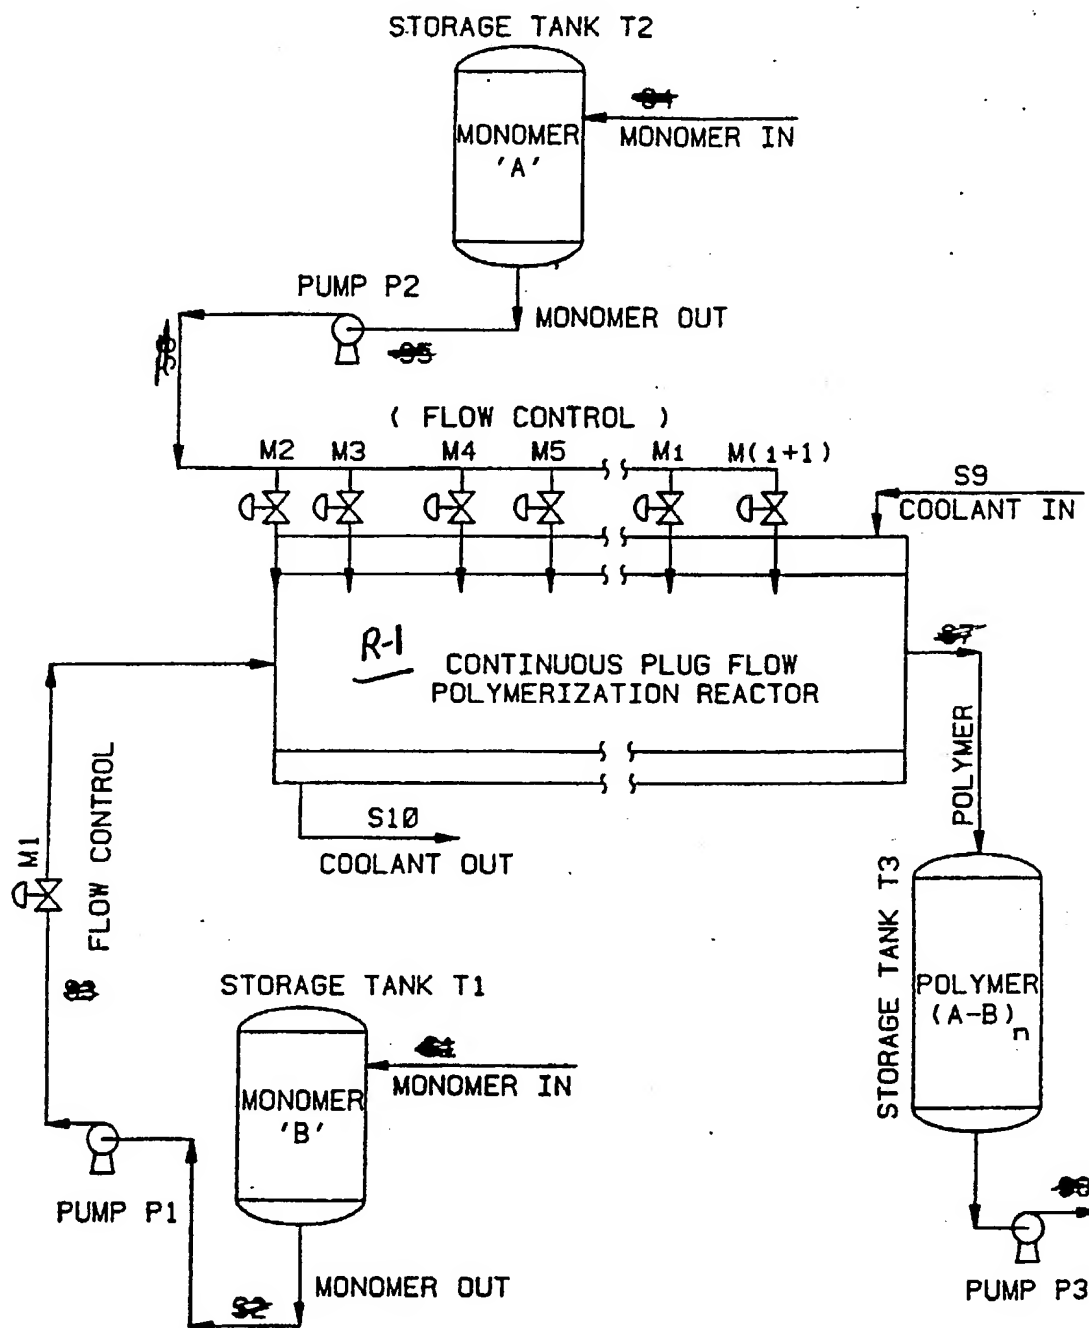 STORAGE TANK T2
MONOMER
'A'
MONOMER IN
PUMP P2
MONOMER OUT
( FLOW CONTROL )
M2 M3 M4 M5 Mi M(i+1)
S9
COOLANT IN
R-1
CONTINUOUS PLUG FLOW
POLYMERIZATION REACTOR
POLYMER
S10
COOLANT OUT
M1
FLOW CONTROL
STORAGE TANK T3
POLYMER
(A-B)n
STORAGE TANK T1
MONOMER IN
MONOMER
'B'
PUMP P1
MONOMER OUT
S2
PUMP P3